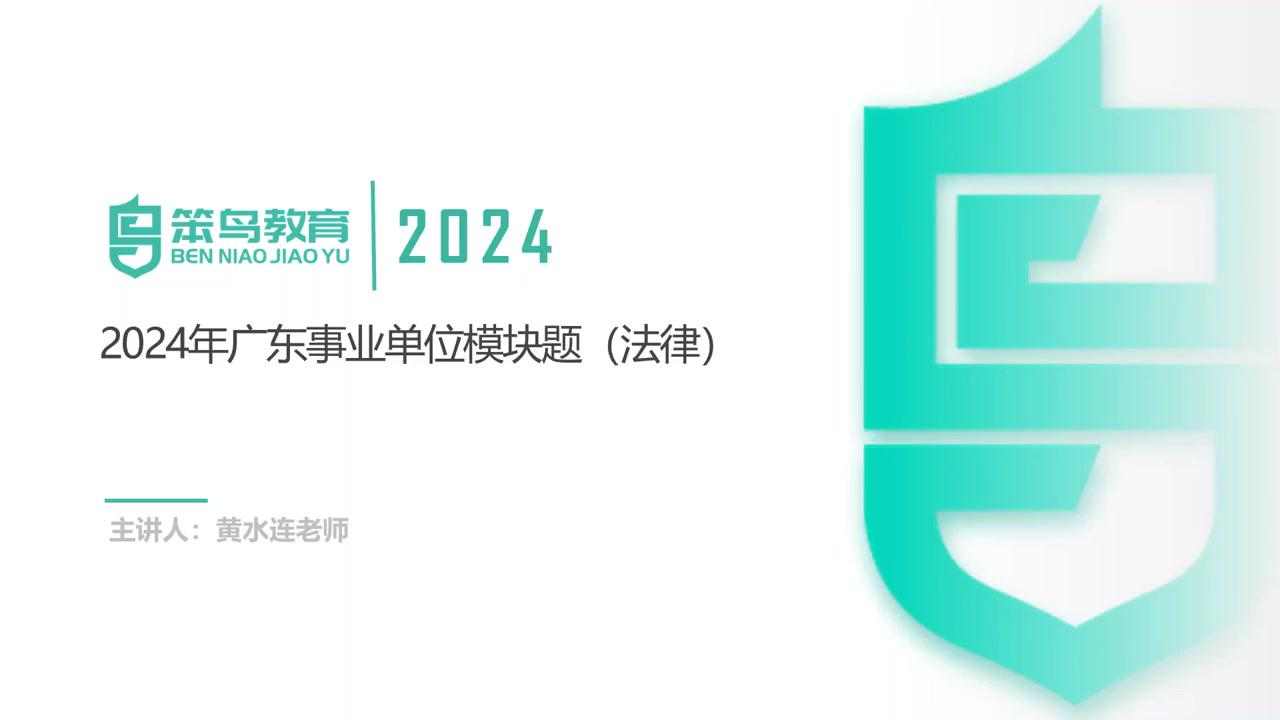 笨鸟教育
BEN NIAO JIAO YU
2024
2024年广东事业单位模块题（法律）
主讲人：黄水连老师